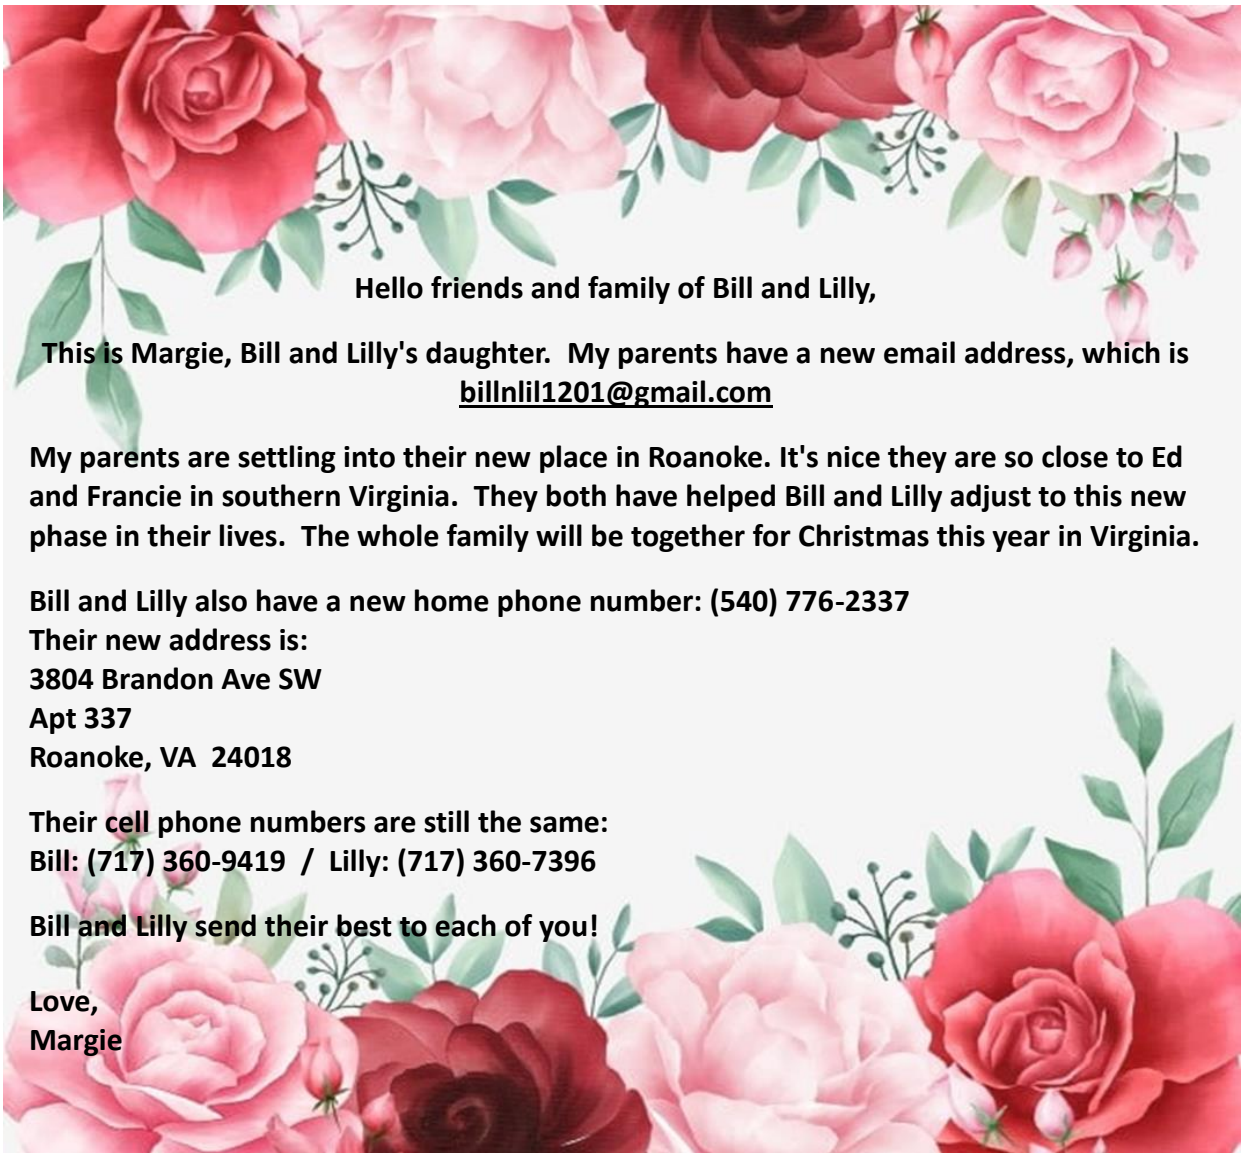 Hello friends and family of Bill and Lilly,
This is Margie, Bill and Lilly's daughter.  My parents have a new email address, which is
billnlil1201@gmail.com
My parents are settling into their new place in Roanoke. It's nice they are so close to Ed
and Francie in southern Virginia.  They both have helped Bill and Lilly adjust to this new
phase in their lives.  The whole family will be together for Christmas this year in Virginia.
Bill and Lilly also have a new home phone number: (540) 776-2337
Their new address is:
3804 Brandon Ave SW
Apt 337
Roanoke, VA  24018
Their cell phone numbers are still the same:
Bill: (717) 360-9419  /  Lilly: (717) 360-7396
Bill and Lilly send their best to each of you!
Love,
Margie